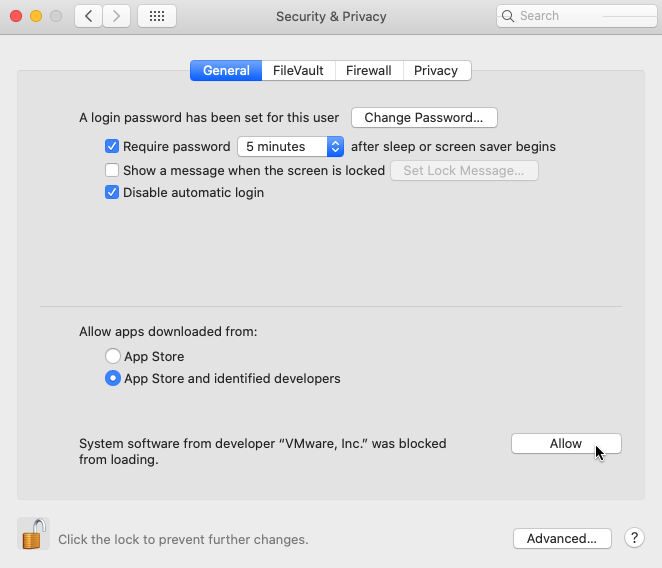 Security & Privacy
Search
General FileVault Firewall Privacy
A login password has been set for this user Change Password...
Require password 5 minutes after sleep or screen saver begins
Show a message when the screen is locked Set Lock Message...
Disable automatic login
Allow apps downloaded from:
App Store
App Store and identified developers
System software from developer “VMware, Inc.” was blocked Allow
from loading.
Click the lock to prevent further changes. Advanced... ?